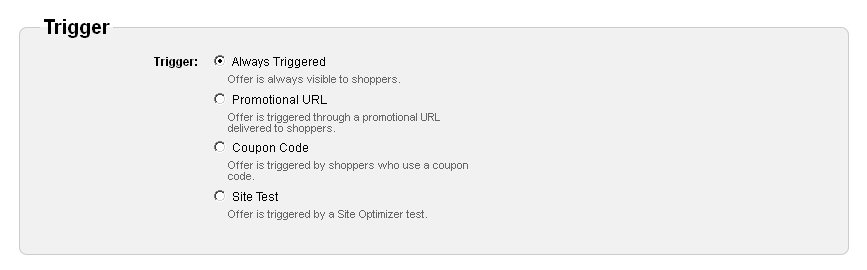 Trigger
Trigger: Always Triggered
Offer is always visible to shoppers.
Promotional URL
Offer is triggered through a promotional URL
delivered to shoppers.
Coupon Code
Offer is triggered by shoppers who use a coupon
code.
Site Test
Offer is triggered by a Site Optimizer test.